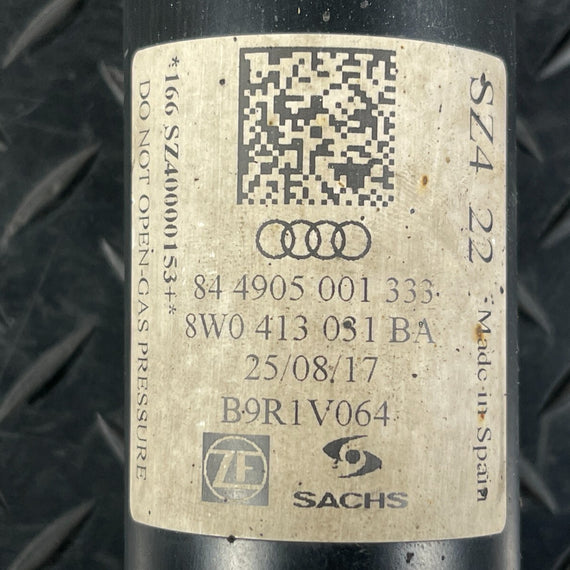 84 4905 001 333
8W0 413 031 BA
25/08/17
B9R1V064
ZF
SACHS
SZ4 22 Made in Spain
*166 SZ40000153+*
DO NOT OPEN-GAS PRESSURE